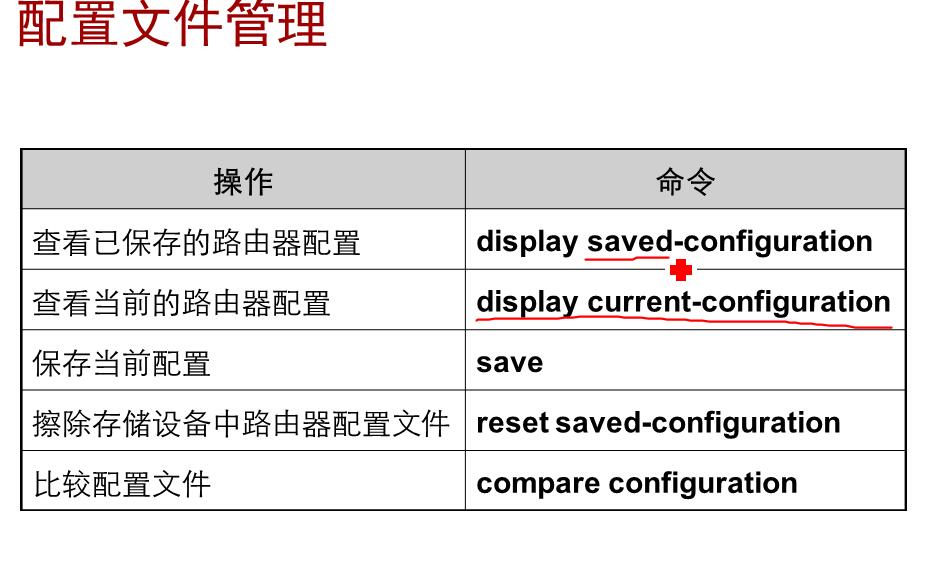 配置文件管理
操作 命令
查看已保存的路由器配置 display saved-configuration
查看当前的路由器配置 display current-configuration
保存当前配置 save
擦除存储设备中路由器配置文件 reset saved-configuration
比较配置文件 compare configuration